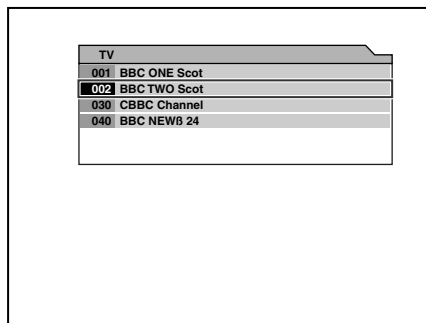 TV
001 BBC ONE Scot
002 BBC TWO Scot
030 CBBC Channel
040 BBC NEWß 24